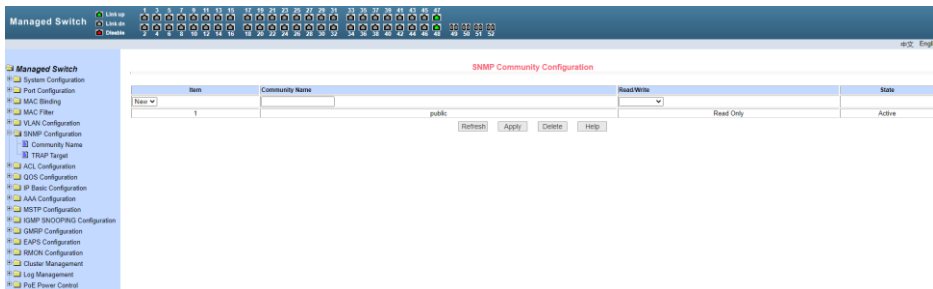 Managed Switch
Link up
Link do
Disable
1 3 5 7 9 11 13 15 17 19 21 23 25 27 29 31 33 35 37 39 41 43 45 47
2 4 6 8 10 12 14 16 18 20 22 24 26 28 30 32 34 36 38 40 42 44 46 48 49 50 51 52
中文 Engl
Managed Switch
System Configuration
Port Configuration
MAC Binding
MAC Filter
VLAN Configuration
SNMP Configuration
Community Name
TRAP Target
ACL Configuration
QOS Configuration
IP Basic Configuration
AAA Configuration
MSTP Configuration
IGMP SNOOPING Configuration
GMRP Configuration
EAPS Configuration
RMON Configuration
Cluster Management
Log Management
PoE Power Control
SNMP Community Configuration
Item Community Name Read/Write State
New
1 public Read Only Active
Refresh Apply Delete Help